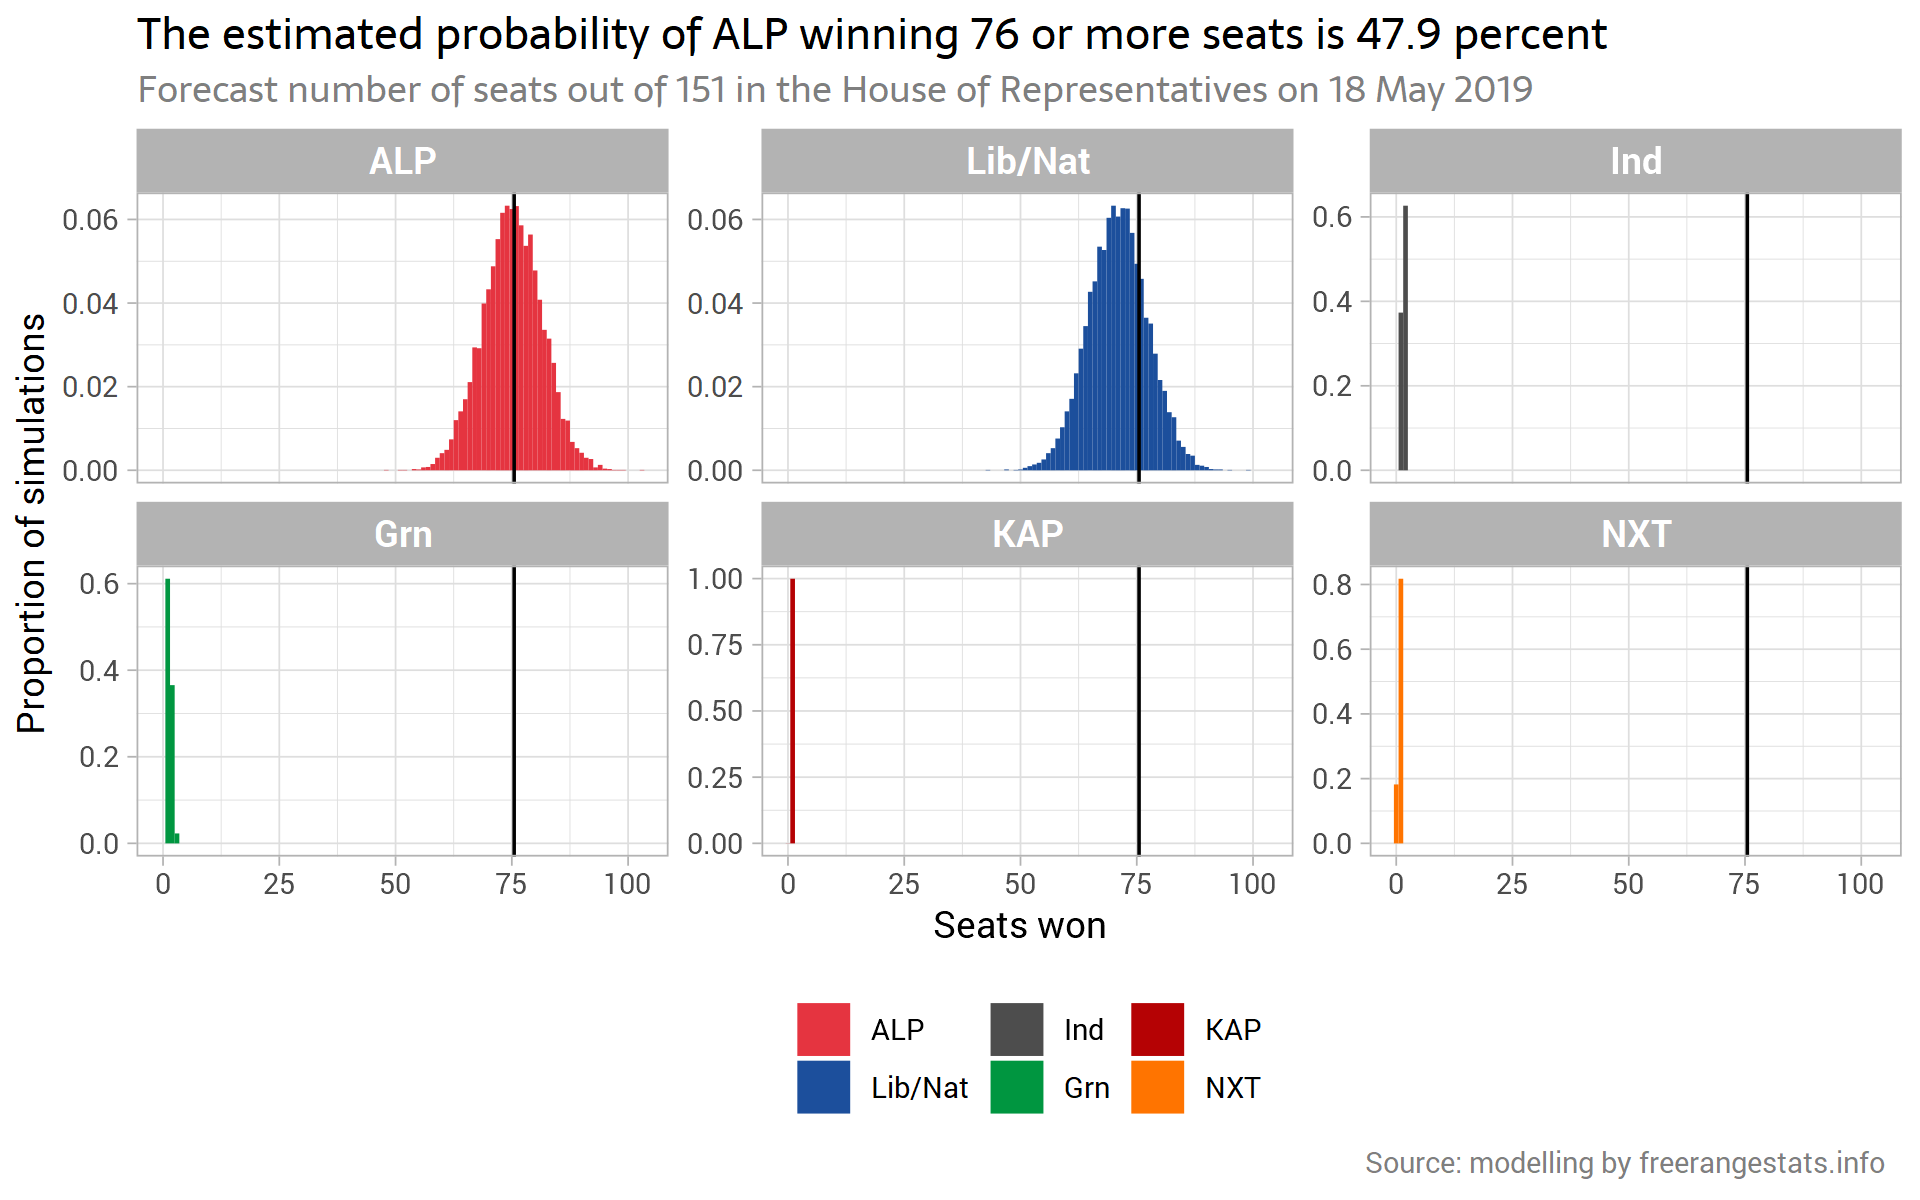 The estimated probability of ALP winning 76 or more seats is 47.9 percent
Forecast number of seats out of 151 in the House of Representatives on 18 May 2019
ALP
Lib/Nat
Ind
0.06
0.04
0.02
0.00
0.06
0.04
0.02
0.00
0.6
0.4
0.2
0.0
Proportion of simulations
Grn
KAP
NXT
0.6
0.4
0.2
0.0
1.00
0.75
0.50
0.25
0.00
0.8
0.6
0.4
0.2
0.0
0 25 50 75 100
0 25 50 75 100
0 25 50 75 100
Seats won
ALP
Ind
KAP
Lib/Nat
Grn
NXT
Source: modelling by freerangestats.info